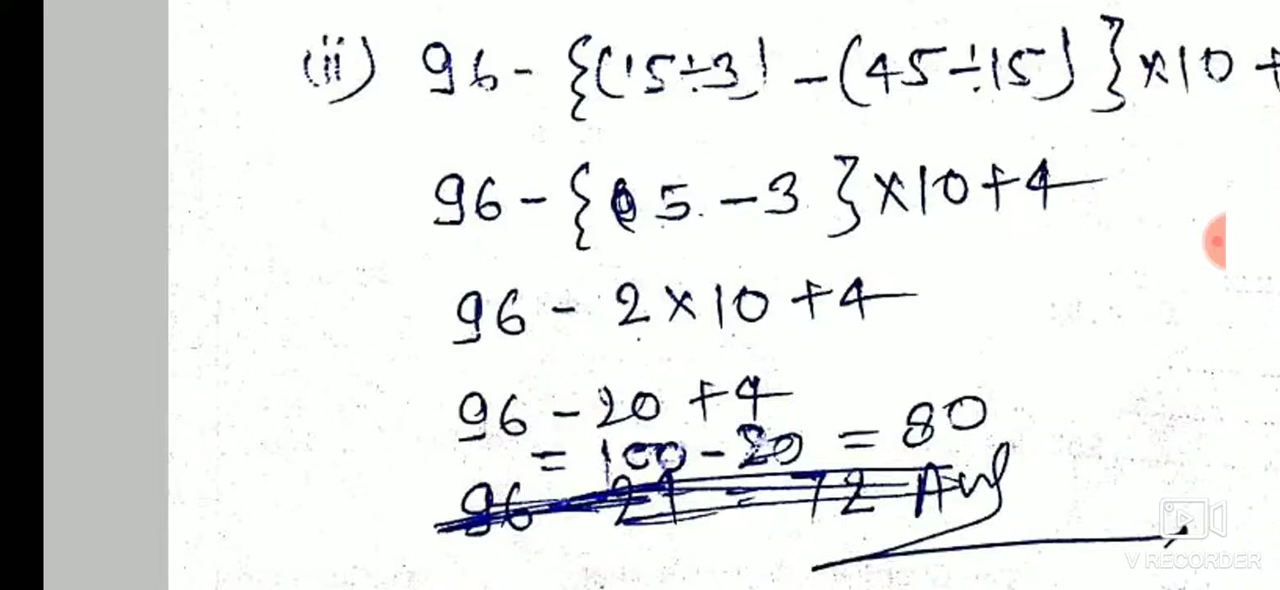 (ii) 96 - {(15÷3) - (45÷15)} ×10 +
96 - {5 - 3} ×10+4
96 - 2 ×10 +4
96 - 20 +4
= 100 - 20 = 80
96 - 24 = 72 Ans
V RECORDER